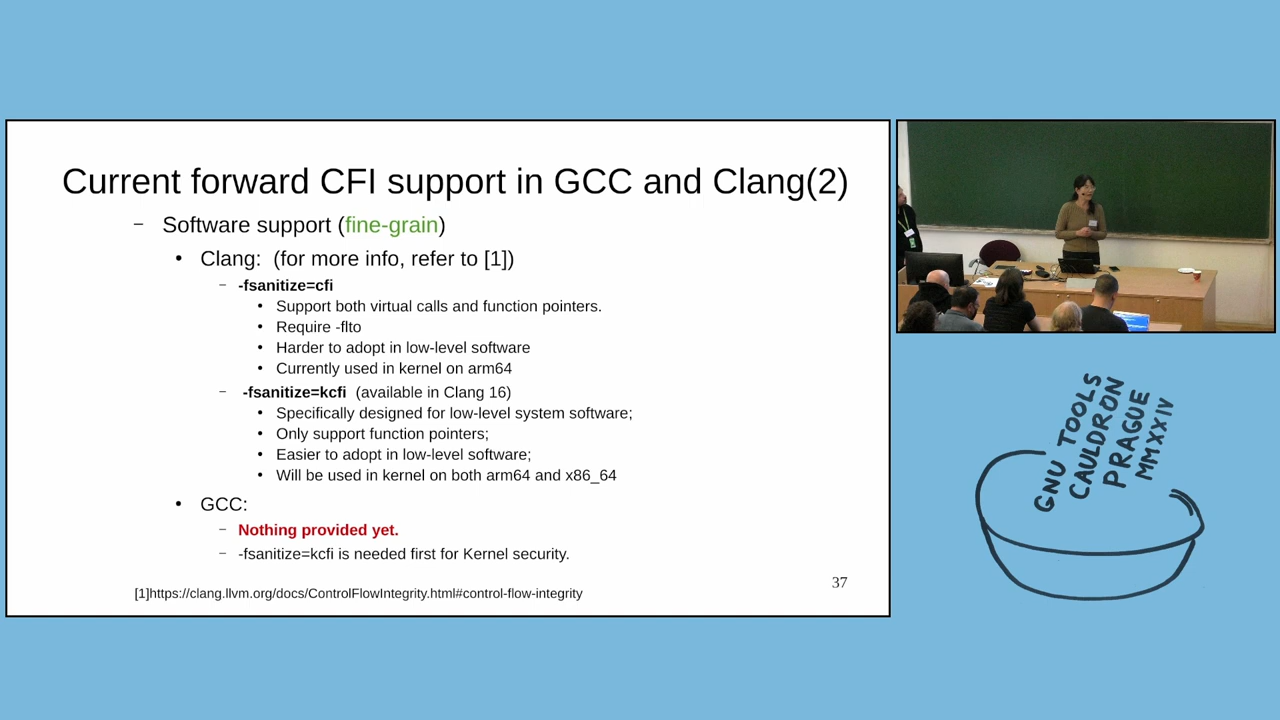 Current forward CFI support in GCC and Clang(2)
– Software support (fine-grain)
• Clang: (for more info, refer to [1])
– -fsanitize=cfi
• Support both virtual calls and function pointers.
• Require -flto
• Harder to adopt in low-level software
• Currently used in kernel on arm64
– -fsanitize=kcfi (available in Clang 16)
• Specifically designed for low-level system software;
• Only support function pointers;
• Easier to adopt in low-level software;
• Will be used in kernel on both arm64 and x86_64
• GCC:
– Nothing provided yet.
– -fsanitize=kcfi is needed first for Kernel security.
[1]https://clang.llvm.org/docs/ControlFlowIntegrity.html#control-flow-integrity
37
GNU TOOLS
CAULDRON
PRAGUE
MMXXIV